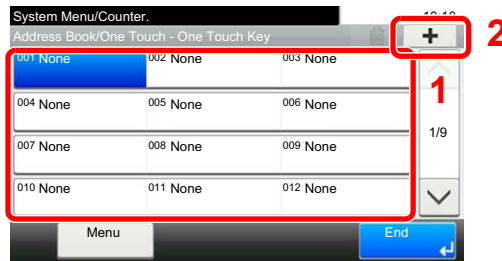 System Menu/Counter.
10:10
Address Book/One Touch - One Touch Key
+
2
001 None
002 None
003 None
1
004 None
005 None
006 None
1/9
007 None
008 None
009 None
010 None
011 None
012 None
Menu
End